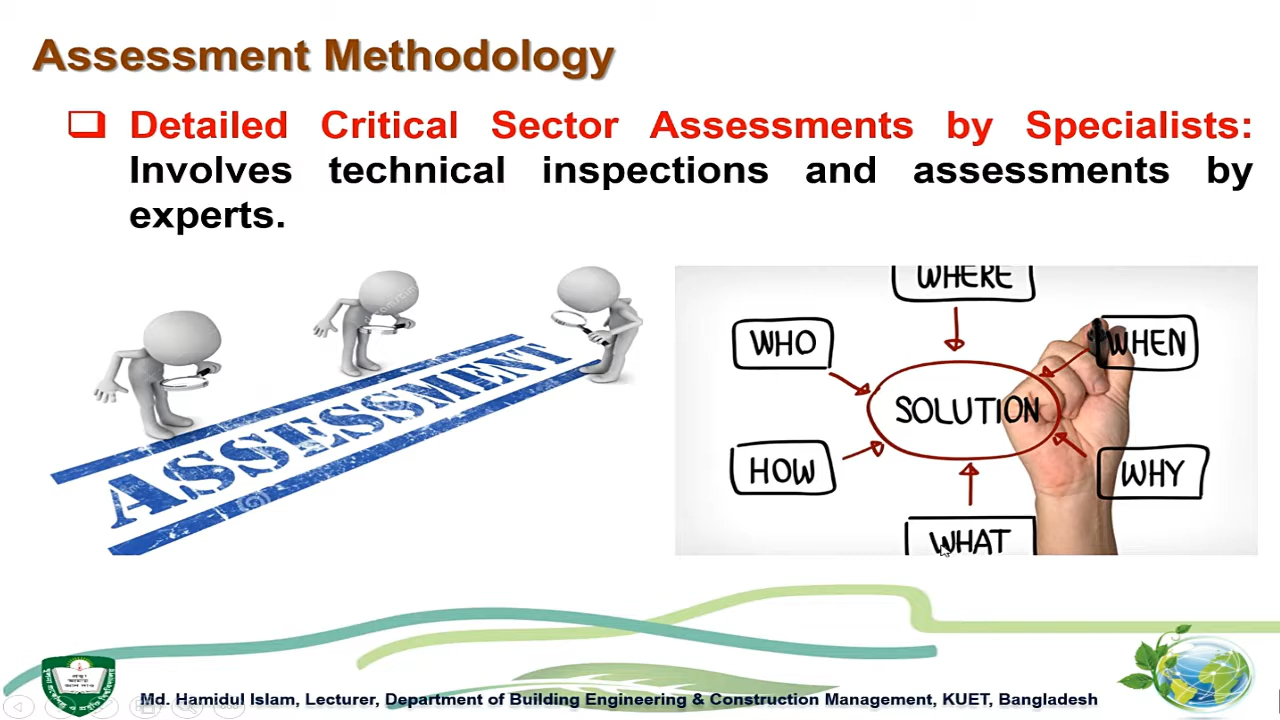 Assessment Methodology
Detailed Critical Sector Assessments by Specialists:
Involves technical inspections and assessments by
experts.
ASSESSMENT
WHERE
WHO
WHEN
SOLUTION
HOW
WHY
WHAT
Md. Hamidul Islam, Lecturer, Department of Building Engineering & Construction Management, KUET, Bangladesh